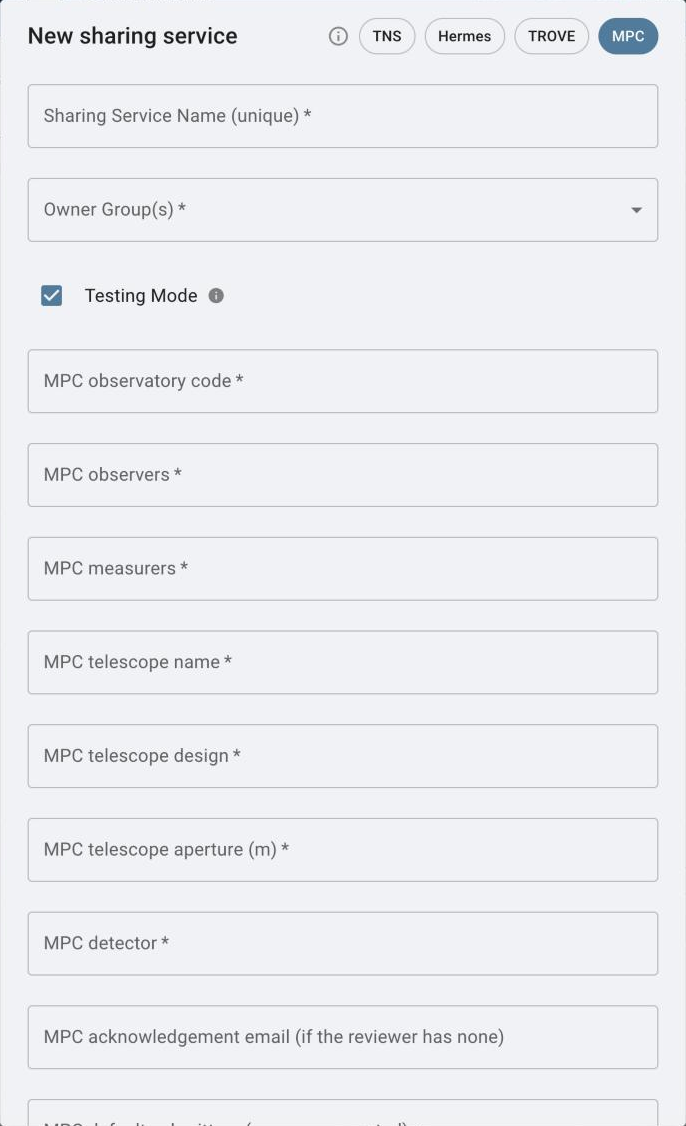 New sharing service
TNS
Hermes
TROVE
MPC
Sharing Service Name (unique) *
Owner Group(s) *
Testing Mode
MPC observatory code *
MPC observers *
MPC measurers *
MPC telescope name *
MPC telescope design *
MPC telescope aperture (m) *
MPC detector *
MPC acknowledgement email (if the reviewer has none)